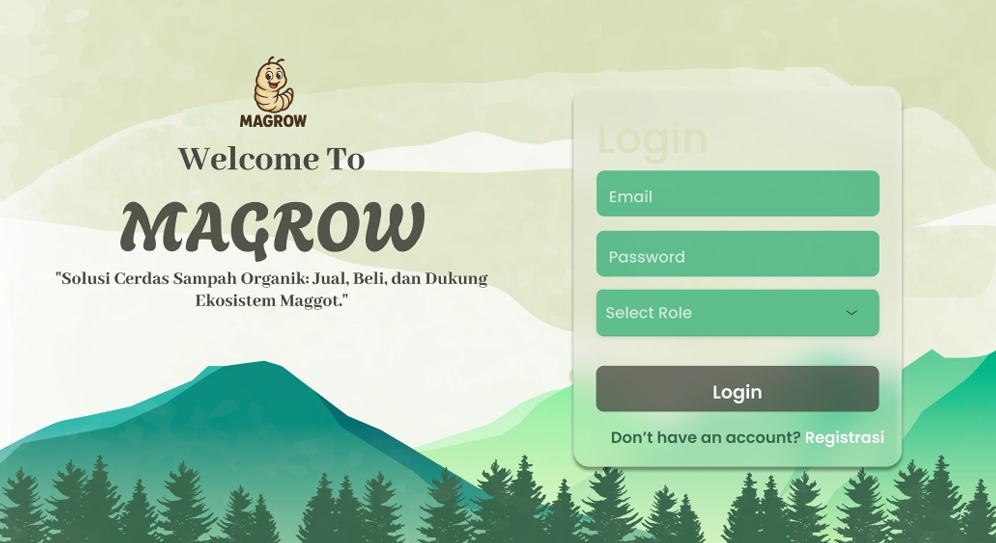 MAGROW
Welcome To
MAGROW
"Solusi Cerdas Sampah Organik: Jual, Beli, dan Dukung
Ekosistem Maggot."
Login
Email
Password
Select Role
Login
Don’t have an account? Registrasi